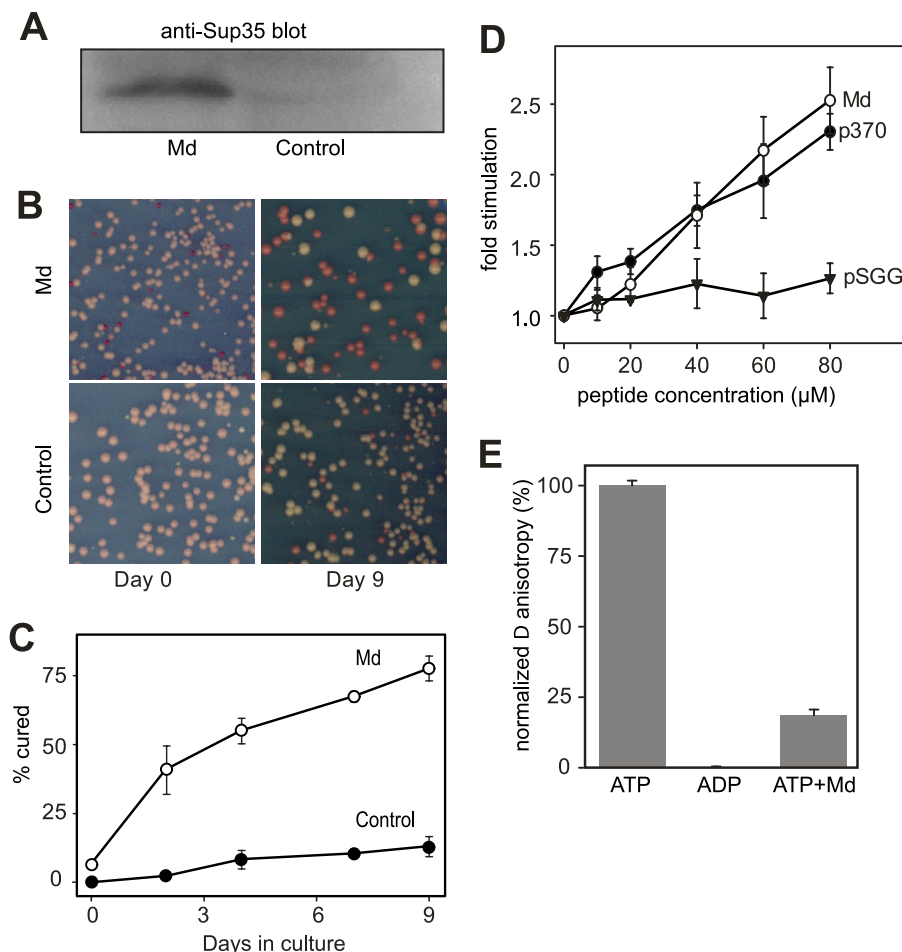 A
anti-Sup35 blot
Md
Control
B
Md
Control
Day 0
Day 9
C
% cured
75
50
25
0
Md
Control
0
3
6
9
Days in culture
D
fold stimulation
2.5
2.0
1.5
1.0
Md
p370
pSGG
0
20
40
60
80
peptide concentration (µM)
E
normalized D anisotropy (%)
100
75
50
25
0
ATP
ADP
ATP+Md